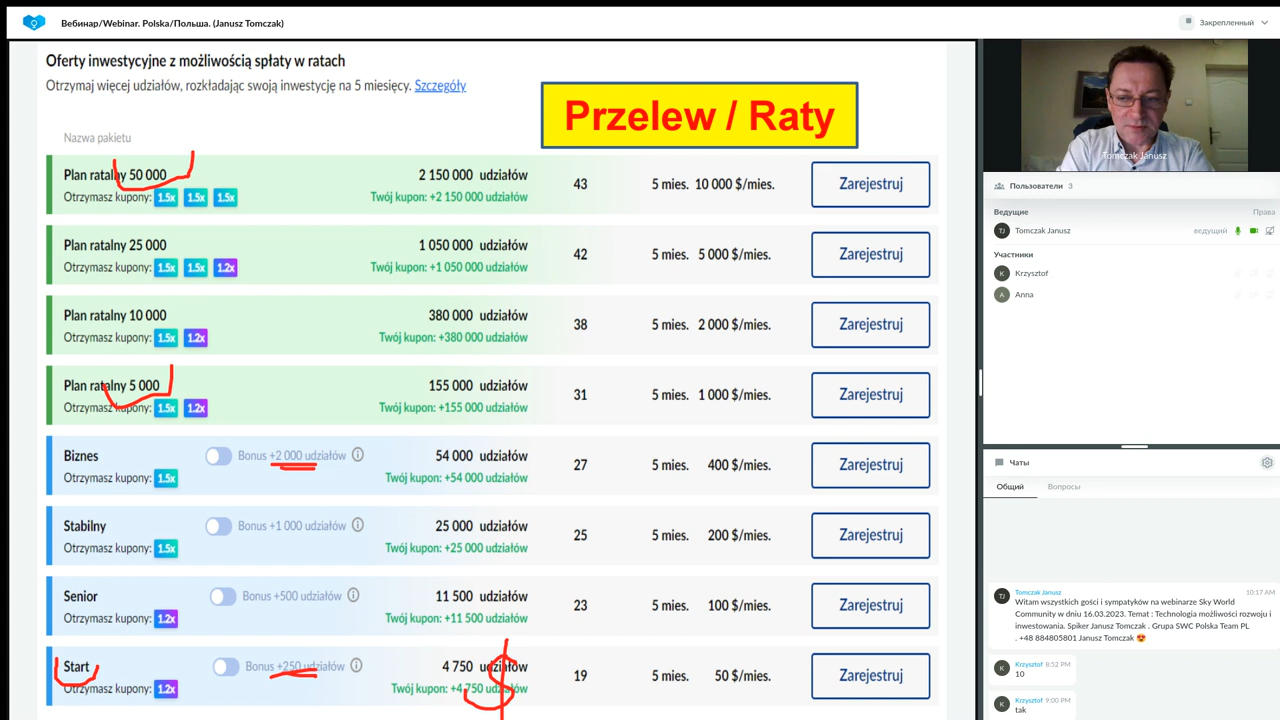 Вебинар/Webinar. Polska/Польша. (Janusz Tomczak)
Закрепленный
Oferty inwestycyjne z możliwością spłaty w ratach
Otrzymaj więcej udziałów, rozkładając swoją inwestycję na 5 miesięcy. Szczegóły
Przelew / Raty
Nazwa pakietu
Plan ratalny 50 000
Otrzymasz kupony: 1.5x 1.5x 1.5x
2 150 000 udziałów
Twój kupon: +2 150 000 udziałów
43 5 mies. 10 000 $/mies. Zarejestruj
Plan ratalny 25 000
Otrzymasz kupony: 1.5x 1.5x 1.2x
1 050 000 udziałów
Twój kupon: +1 050 000 udziałów
42 5 mies. 5 000 $/mies. Zarejestruj
Plan ratalny 10 000
Otrzymasz kupony: 1.5x 1.2x
380 000 udziałów
Twój kupon: +380 000 udziałów
38 5 mies. 2 000 $/mies. Zarejestruj
Plan ratalny 5 000
Otrzymasz kupony: 1.5x 1.2x
155 000 udziałów
Twój kupon: +155 000 udziałów
31 5 mies. 1 000 $/mies. Zarejestruj
Biznes Bonus +2 000 udziałów
Otrzymasz kupony: 1.5x
54 000 udziałów
Twój kupon: +54 000 udziałów
27 5 mies. 400 $/mies. Zarejestruj
Stabilny Bonus +1 000 udziałów
Otrzymasz kupony: 1.5x
25 000 udziałów
Twój kupon: +25 000 udziałów
25 5 mies. 200 $/mies. Zarejestruj
Senior Bonus +500 udziałów
Otrzymasz kupony: 1.2x
11 500 udziałów
Twój kupon: +11 500 udziałów
23 5 mies. 100 $/mies. Zarejestruj
Start Bonus +250 udziałów
Otrzymasz kupony: 1.2x
4 750 udziałów
Twój kupon: +4 750 udziałów
$
19 5 mies. 50 $/mies. Zarejestruj
Tomczak Janusz
Пользователи 3
Ведущие Права
TJ Tomczak Janusz ведущий
Участники
K Krzysztof
A Anna
Чаты
Общий Вопросы
TJ Tomczak Janusz 10:17 AM
Witam wszystkich gości i sympatyków na webinarze Sky World
Community w dniu 16.03.2023. Temat : Technologia możliwości rozwoju i
inwestowania. Spiker Janusz Tomczak . Grupa SWC Polska Team PL
. +48 884805801 Janusz Tomczak 😍
K Krzysztof 8:52 PM
10
K Krzysztof 9:00 PM
tak